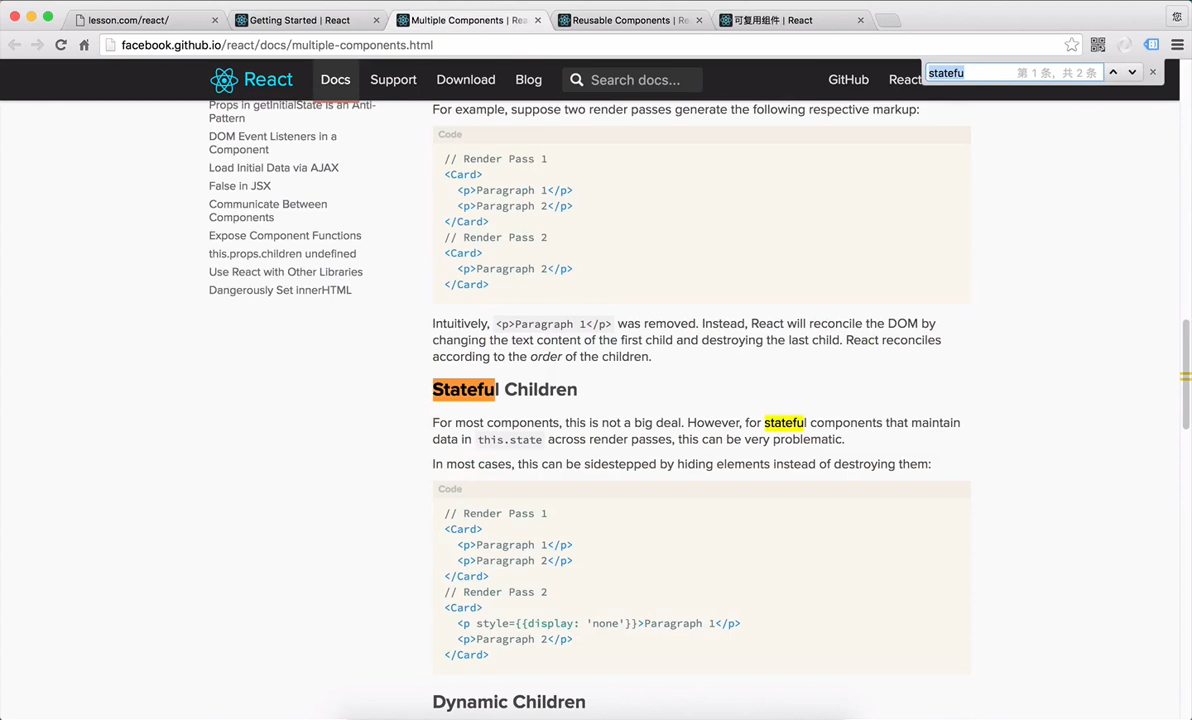 lesson.com/react/
Getting Started | React
Multiple Components | Rea
Reusable Components | Re
可复用组件 | React
您
facebook.github.io/react/docs/multiple-components.html
React
Docs
Support
Download
Blog
Search docs...
GitHub
React
statefu
第 1 条，共 2 条
Props in getInitialState is an Anti-
Pattern
DOM Event Listeners in a
Component
Load Initial Data via AJAX
False in JSX
Communicate Between
Components
Expose Component Functions
this.props.children undefined
Use React with Other Libraries
Dangerously Set innerHTML
For example, suppose two render passes generate the following respective markup:
Code
// Render Pass 1
<Card>
  <p>Paragraph 1</p>
  <p>Paragraph 2</p>
</Card>
// Render Pass 2
<Card>
  <p>Paragraph 2</p>
</Card>
Intuitively, <p>Paragraph 1</p> was removed. Instead, React will reconcile the DOM by
changing the text content of the first child and destroying the last child. React reconciles
according to the order of the children.
Stateful Children
For most components, this is not a big deal. However, for stateful components that maintain
data in this.state across render passes, this can be very problematic.
In most cases, this can be sidestepped by hiding elements instead of destroying them:
Code
// Render Pass 1
<Card>
  <p>Paragraph 1</p>
  <p>Paragraph 2</p>
</Card>
// Render Pass 2
<Card>
  <p style={{display: 'none'}}>Paragraph 1</p>
  <p>Paragraph 2</p>
</Card>
Dynamic Children